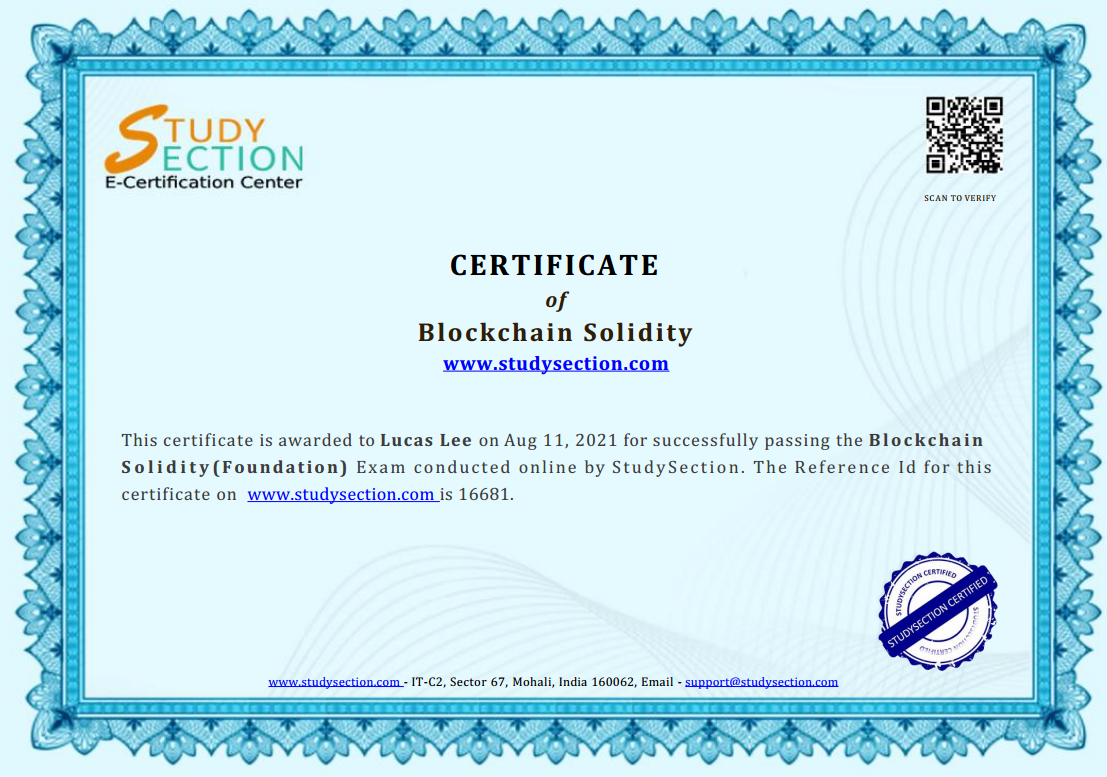 STUDY
SECTION
E-Certification Center
SCAN TO VERIFY
CERTIFICATE
of
Blockchain Solidity
www.studysection.com
This certificate is awarded to Lucas Lee on Aug 11, 2021 for successfully passing the Blockchain
Solidity(Foundation) Exam conducted online by StudySection. The Reference Id for this
certificate on www.studysection.com is 16681.
STUDYSECTION CERTIFIED
STUDYSECTION CERTIFIED
STUDYSECTION CERTIFIED
www.studysection.com - IT-C2, Sector 67, Mohali, India 160062, Email - support@studysection.com